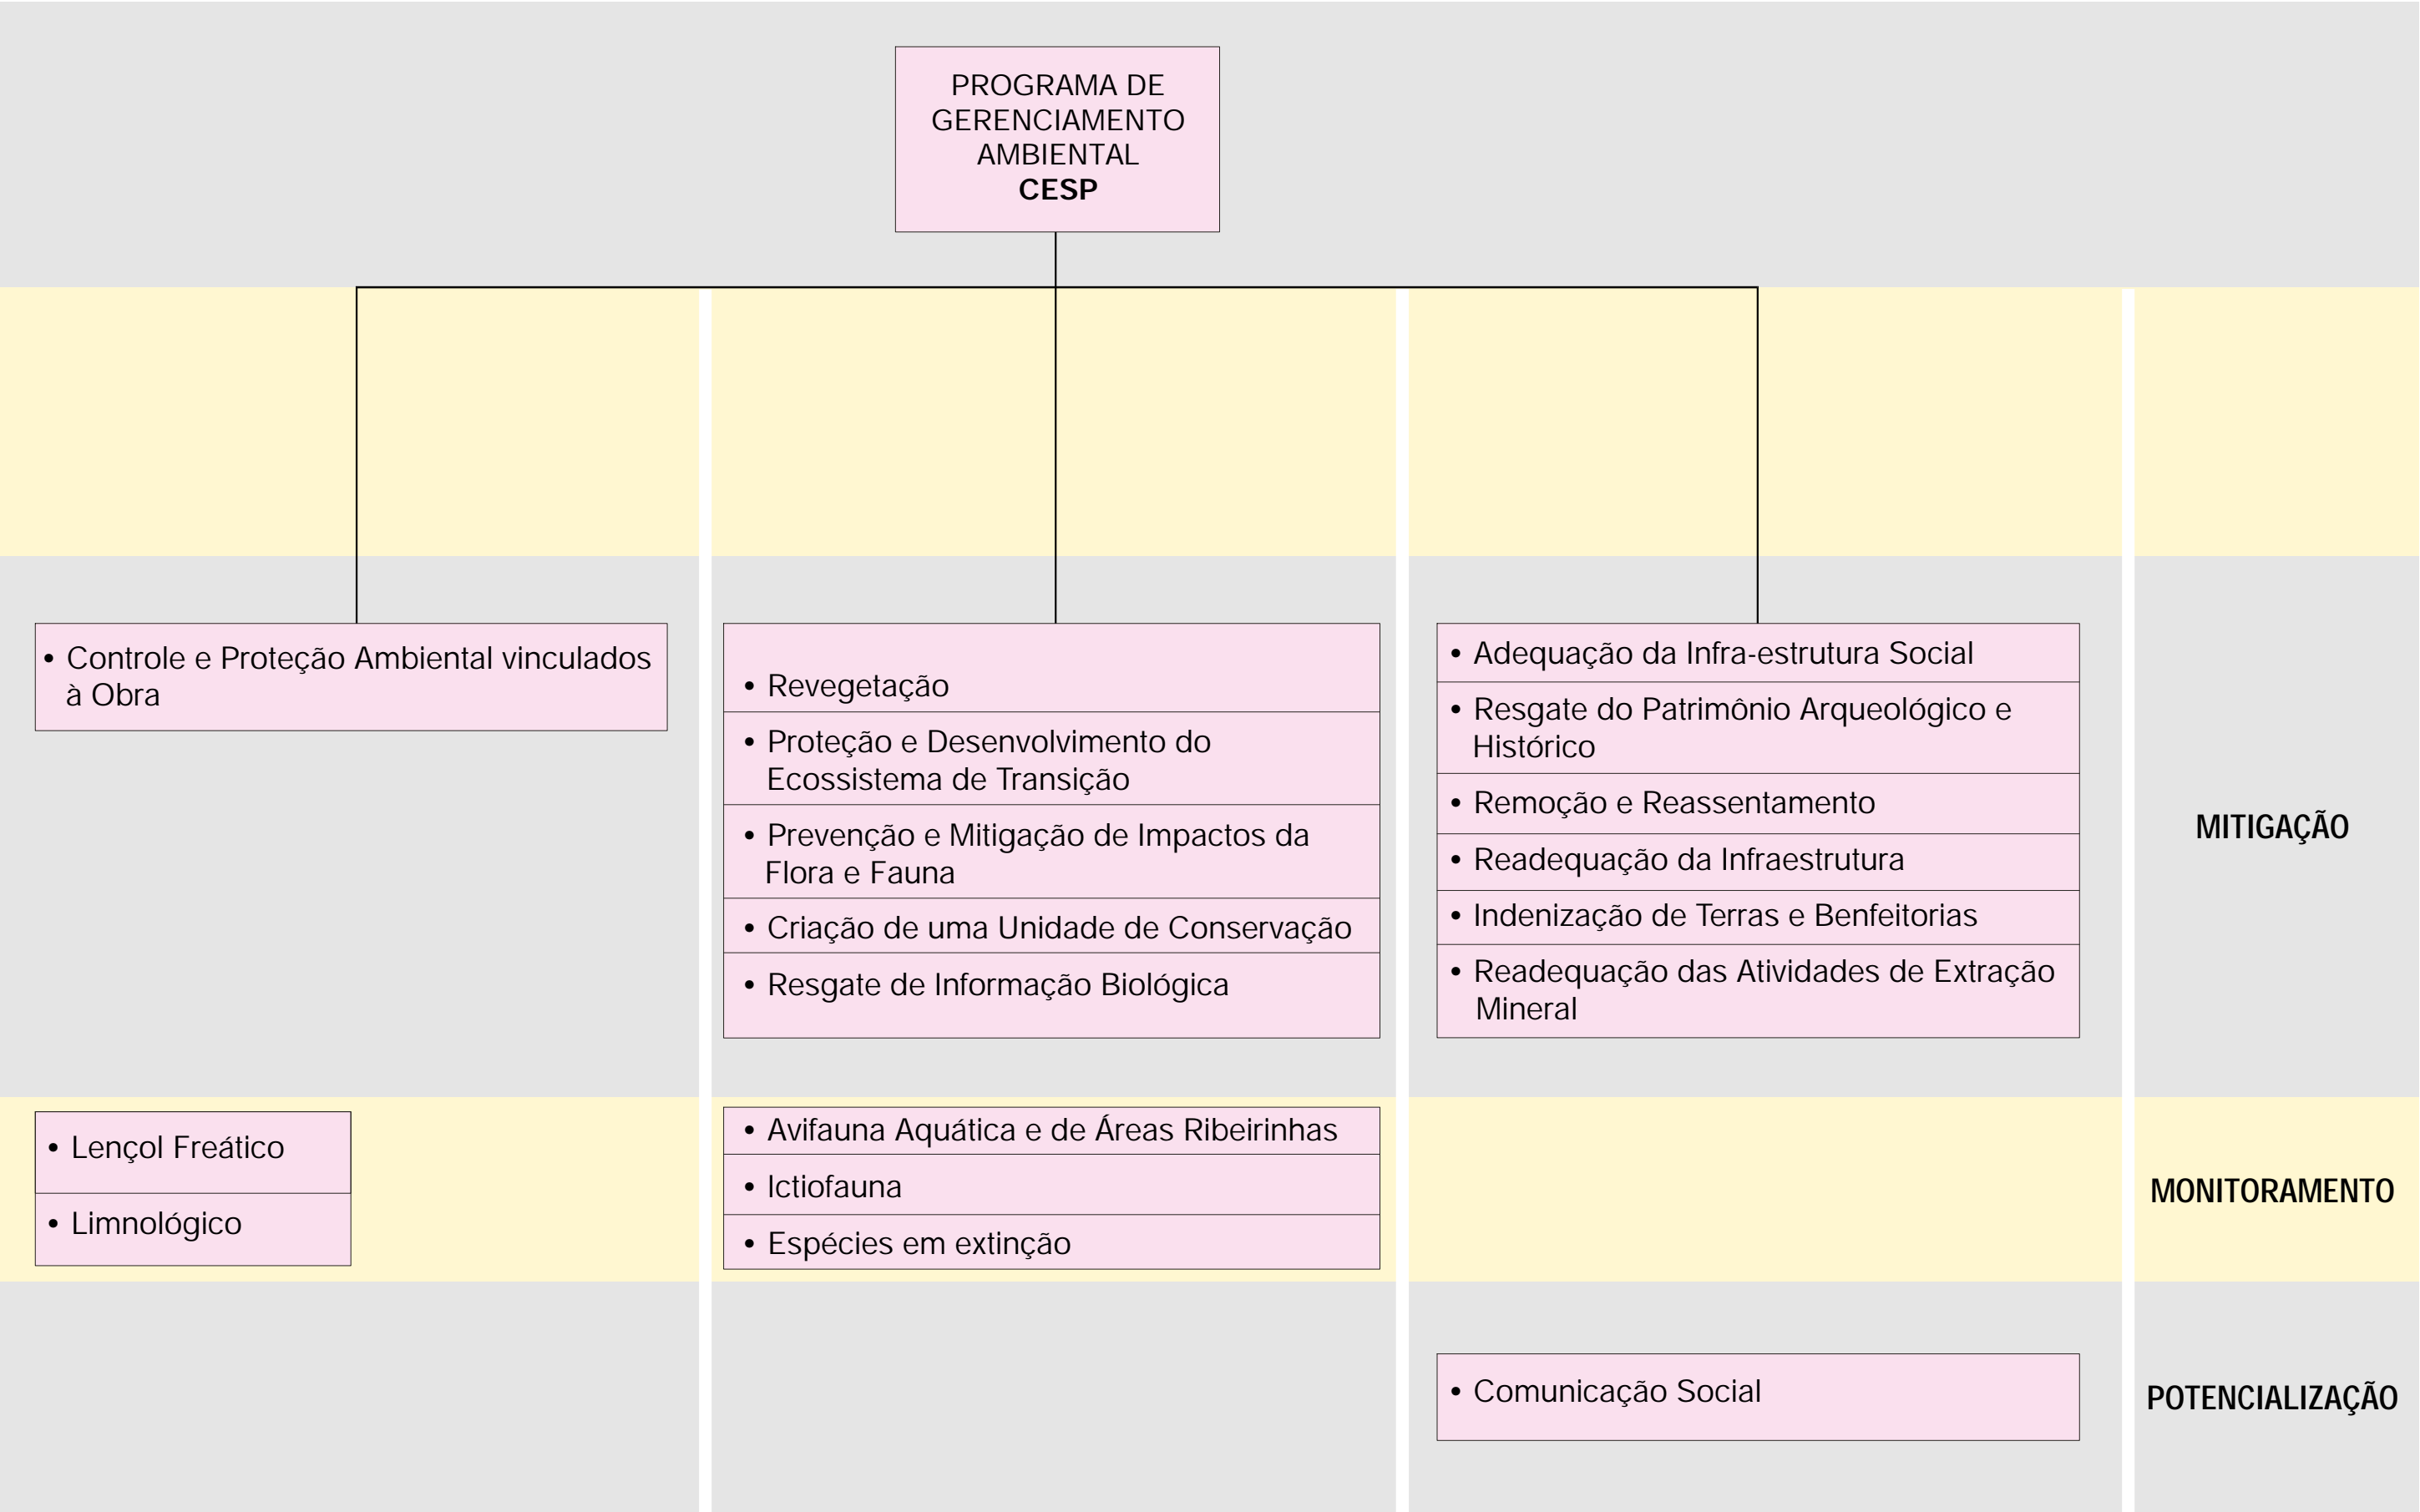 PROGRAMA DE
GERENCIAMENTO
AMBIENTAL
CESP
• Controle e Proteção Ambiental vinculados
à Obra
• Revegetação
• Proteção e Desenvolvimento do
Ecossistema de Transição
• Prevenção e Mitigação de Impactos da
Flora e Fauna
• Criação de uma Unidade de Conservação
• Resgate de Informação Biológica
• Adequação da Infra-estrutura Social
• Resgate do Patrimônio Arqueológico e
Histórico
• Remoção e Reassentamento
• Readequação da Infraestrutura
• Indenização de Terras e Benfeitorias
• Readequação das Atividades de Extração
Mineral
MITIGAÇÃO
• Lençol Freático
• Limnológico
• Avifauna Aquática e de Áreas Ribeirinhas
• Ictiofauna
• Espécies em extinção
MONITORAMENTO
• Comunicação Social
POTENCIALIZAÇÃO